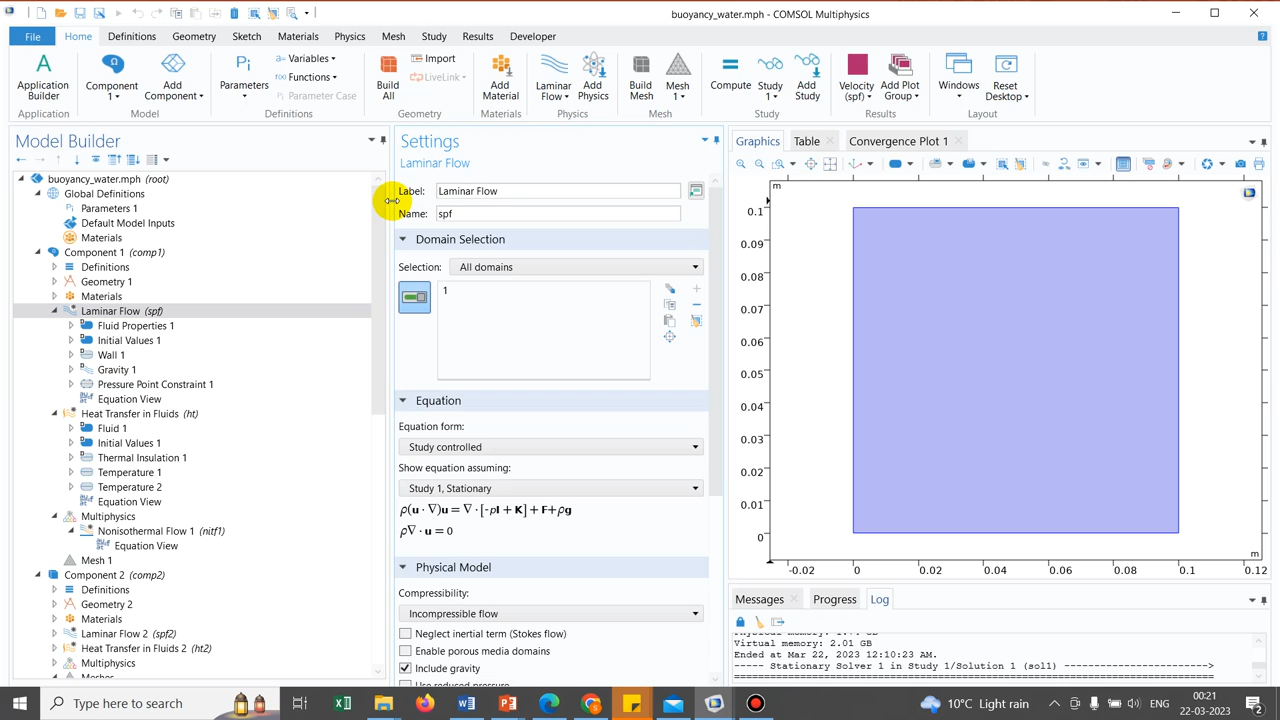 buoyancy_water.mph - COMSOL Multiphysics
File Home Definitions Geometry Sketch Materials Physics Mesh Study Results Developer
Application Builder
Component 1
Add Component
Parameters
Variables
Functions
Parameter Case
Build All
Import
LiveLink
Add Material
Laminar Flow
Add Physics
Build Mesh
Mesh 1
Compute
Study 1
Add Study
Velocity (spf)
Add Plot Group
Windows
Reset Desktop
Application Model Definitions Geometry Materials Physics Mesh Study Results Layout
Model Builder
buoyancy_water.mph (root)
Global Definitions
Parameters 1
Default Model Inputs
Materials
Component 1 (comp1)
Definitions
Geometry 1
Materials
Laminar Flow (spf)
Fluid Properties 1
Initial Values 1
Wall 1
Gravity 1
Pressure Point Constraint 1
Equation View
Heat Transfer in Fluids (ht)
Fluid 1
Initial Values 1
Thermal Insulation 1
Temperature 1
Temperature 2
Equation View
Multiphysics
Nonisothermal Flow 1 (nitf1)
Equation View
Mesh 1
Component 2 (comp2)
Definitions
Geometry 2
Materials
Laminar Flow 2 (spf2)
Heat Transfer in Fluids 2 (ht2)
Multiphysics
Settings
Laminar Flow
Label: Laminar Flow
Name: spf
Domain Selection
Selection: All domains
1
Equation
Equation form:
Study controlled
Show equation assuming:
Study 1, Stationary
ρ(u · ∇)u = ∇ · [-pI + K] + F+ρg
ρ∇ · u = 0
Physical Model
Compressibility:
Incompressible flow
Neglect inertial term (Stokes flow)
Enable porous media domains
Include gravity
Graphics Table Convergence Plot 1
m
0.1
0.09
0.08
0.07
0.06
0.05
0.04
0.03
0.02
0.01
0
m
-0.02 0 0.02 0.04 0.06 0.08 0.1 0.12
Messages Progress Log
Virtual memory: 2.01 GB
Ended at Mar 22, 2023 12:10:23 AM.
----- Stationary Solver 1 in Study 1/Solution 1 (sol1) -------------------->
Type here to search
10°C Light rain
ENG
00:21
22-03-2023
2